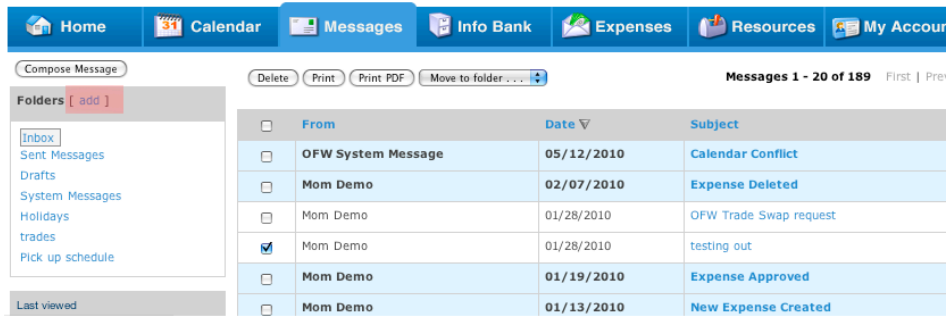 Home 31 Calendar Messages Info Bank Expenses Resources My Accoun
Compose Message
Delete Print Print PDF Move to folder . . . Messages 1 - 20 of 189 First | Prev
Folders [ add ]
Inbox
Sent Messages
Drafts
System Messages
Holidays
trades
Pick up schedule
Last viewed
From Date Subject
OFW System Message 05/12/2010 Calendar Conflict
Mom Demo 02/07/2010 Expense Deleted
Mom Demo 01/28/2010 OFW Trade Swap request
Mom Demo 01/28/2010 testing out
Mom Demo 01/19/2010 Expense Approved
Mom Demo 01/13/2010 New Expense Created